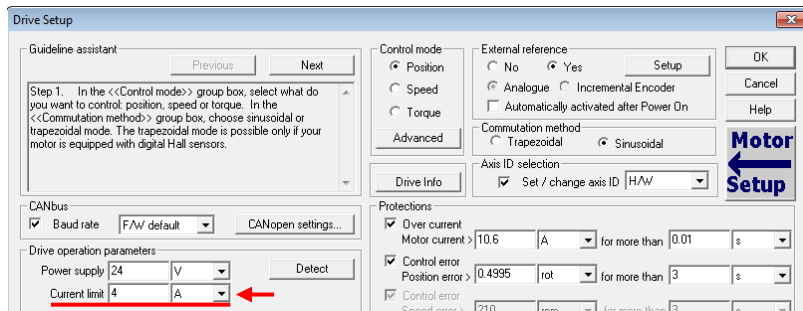 Drive Setup
Guideline assistant
Previous
Next
Step 1. In the <<Control mode>> group box, select what do
you want to control: position, speed or torque. In the
<<Commutation method>> group box, choose sinusoidal or
trapezoidal mode. The trapezoidal mode is possible only if your
motor is equipped with digital Hall sensors.
Control mode
Position
Speed
Torque
Advanced
Drive Info
External reference
No
Yes
Setup
Analogue
Incremental Encoder
Automatically activated after Power On
Commutation method
Trapezoidal
Sinusoidal
Axis ID selection
Set / change axis ID
H/W
OK
Cancel
Help
Motor
Setup
CANbus
Baud rate
F/W default
CANopen settings...
Drive operation parameters
Power supply
24
V
Detect
Current limit
4
A
Protections
Over current
Motor current >
10.6
A
for more than
0.01
s
Control error
Position error >
0.4995
rot
for more than
3
s
Control error
Speed error >
210
rpm
for more than
3
s